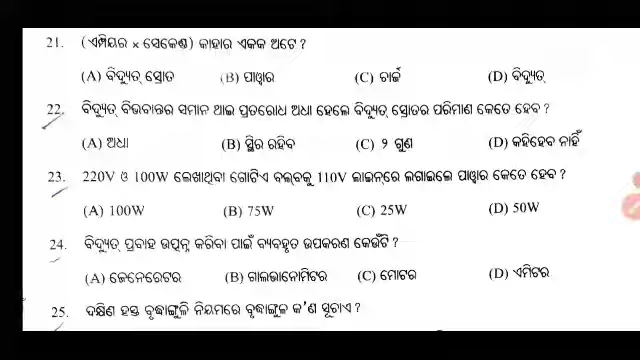 21. (ଏମ୍ପିୟର × ସେକେଣ୍ଡ) କାହାର ଏକକ ଅଟେ ?
(A) ବିଦ୍ୟୁତ୍ ସ୍ରୋତ (B) ପାୱାର (C) ଚାର୍ଜ (D) ବିଦ୍ୟୁତ୍
22. ବିଦ୍ୟୁତ୍ ବିଭବାନ୍ତର ସମାନ ଥାଇ ପ୍ରତିରୋଧ ଅଧା ହେଲେ ବିଦ୍ୟୁତ୍ ସ୍ରୋତର ପରିମାଣ କେତେ ହେବ ?
(A) ଅଧା (B) ସ୍ଥିର ରହିବ (C) ୨ ଗୁଣ (D) କହିହେବ ନାହିଁ
23. 220V ଓ 100W ଲେଖାଥିବା ଗୋଟିଏ ବଲ୍‌ବକୁ 110V ଲାଇନ୍‌ରେ ଲଗାଇଲେ ପାୱାର କେତେ ହେବ ?
(A) 100W (B) 75W (C) 25W (D) 50W
24. ବିଦ୍ୟୁତ୍ ପ୍ରବାହ ଉତ୍ପନ୍ନ କରିବା ପାଇଁ ବ୍ୟବହୃତ ଉପକରଣ କେଉଁଟି ?
(A) ଜେନେରେଟର (B) ଗାଲଭାନୋମିଟର (C) ମୋଟର (D) ଏମିଟର
25. ଦକ୍ଷିଣ ହସ୍ତ ବୃଦ୍ଧାଙ୍ଗୁଳି ନିୟମରେ ବୃଦ୍ଧାଙ୍ଗୁଳି କ'ଣ ସୂଚାଏ ?